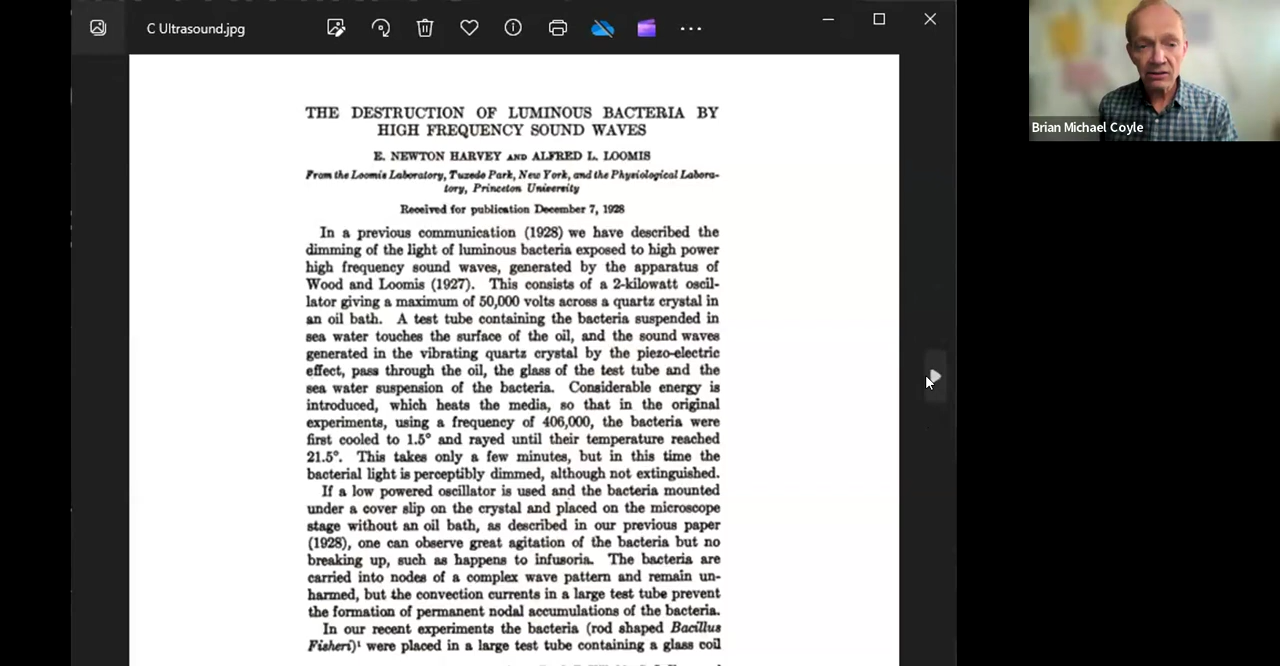 C Ultrasound.jpg
Brian Michael Coyle
THE DESTRUCTION OF LUMINOUS BACTERIA BY
HIGH FREQUENCY SOUND WAVES
E. NEWTON HARVEY AND ALFRED L. LOOMIS
From the Loomis Laboratory, Tuxedo Park, New York, and the Physiological Labora-
tory, Princeton University
Received for publication December 7, 1928
In a previous communication (1928) we have described the
dimming of the light of luminous bacteria exposed to high power
high frequency sound waves, generated by the apparatus of
Wood and Loomis (1927). This consists of a 2-kilowatt oscil-
lator giving a maximum of 50,000 volts across a quartz crystal in
an oil bath. A test tube containing the bacteria suspended in
sea water touches the surface of the oil, and the sound waves
generated in the vibrating quartz crystal by the piezo-electric
effect, pass through the oil, the glass of the test tube and the
sea water suspension of the bacteria. Considerable energy is
introduced, which heats the media, so that in the original
experiments, using a frequency of 406,000, the bacteria were
first cooled to 1.5° and rayed until their temperature reached
21.5°. This takes only a few minutes, but in this time the
bacterial light is perceptibly dimmed, although not extinguished.
If a low powered oscillator is used and the bacteria mounted
under a cover slip on the crystal and placed on the microscope
stage without an oil bath, as described in our previous paper
(1928), one can observe great agitation of the bacteria but no
breaking up, such as happens to infusoria. The bacteria are
carried into nodes of a complex wave pattern and remain un-
harmed, but the convection currents in a large test tube prevent
the formation of permanent nodal accumulations of the bacteria.
In our recent experiments the bacteria (rod shaped Bacillus
Fisheri)¹ were placed in a large test tube containing a glass coil